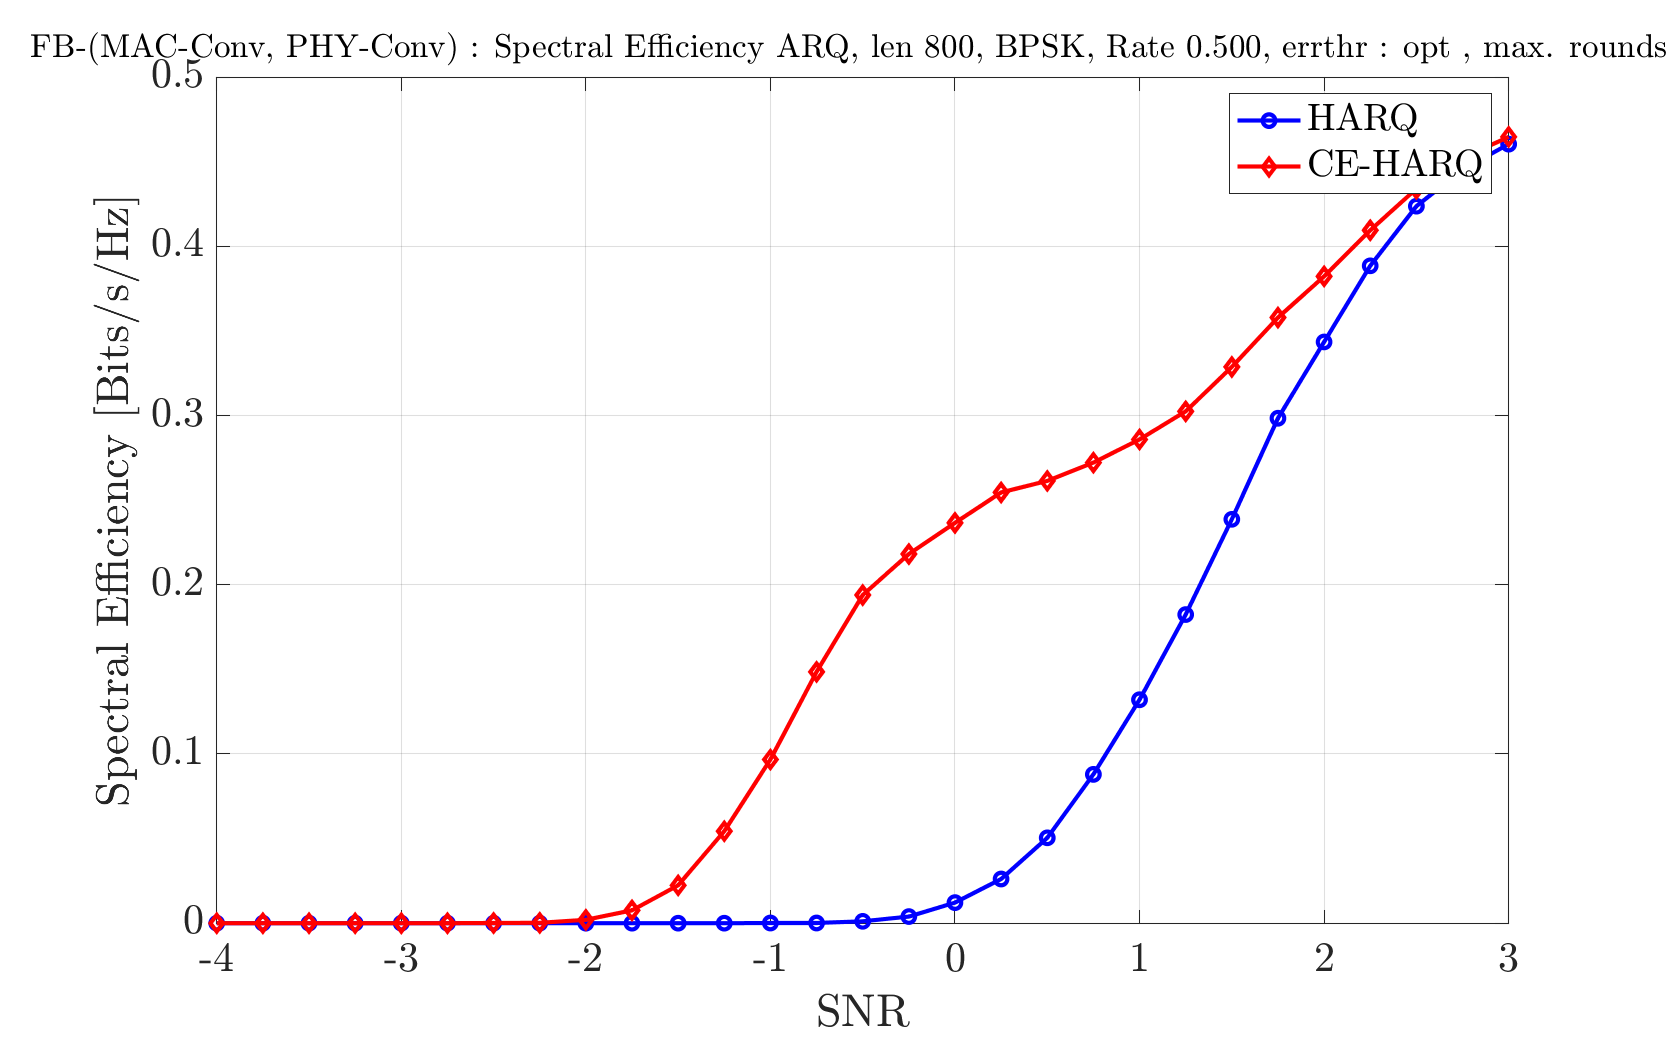 FB-(MAC-Conv, PHY-Conv) : Spectral Efficiency ARQ, len 800, BPSK, Rate 0.500, errthr : opt , max. rounds
0.5
0.4
0.3
0.2
0.1
0
Spectral Efficiency [Bits/s/Hz]
HARQ
CE-HARQ
-4 -3 -2 -1 0 1 2 3
SNR